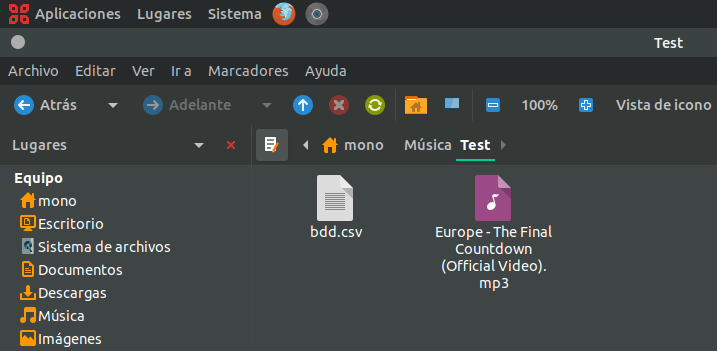 Aplicaciones Lugares Sistema
Test
Archivo Editar Ver Ir a Marcadores Ayuda
Atrás Adelante 100% Vista de icono
Lugares
mono Música Test
Equipo
mono
Escritorio
Sistema de archivos
Documentos
Descargas
Música
Imágenes
bdd.csv
Europe - The Final
Countdown
(Official Video).
mp3